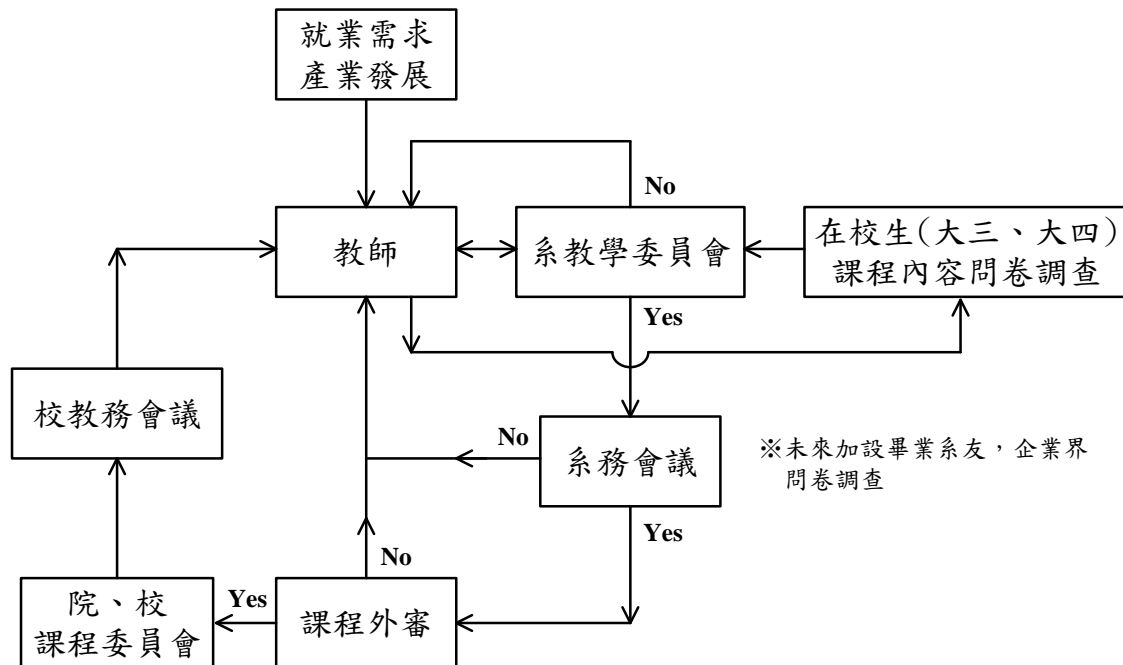 就業需求
產業發展
No
教師
系教學委員會
在校生(大三、大四)
課程內容問卷調查
Yes
校教務會議
No
系務會議
※未來加設畢業系友，企業界
問卷調查
Yes
No
院、校
課程委員會
Yes
課程外審